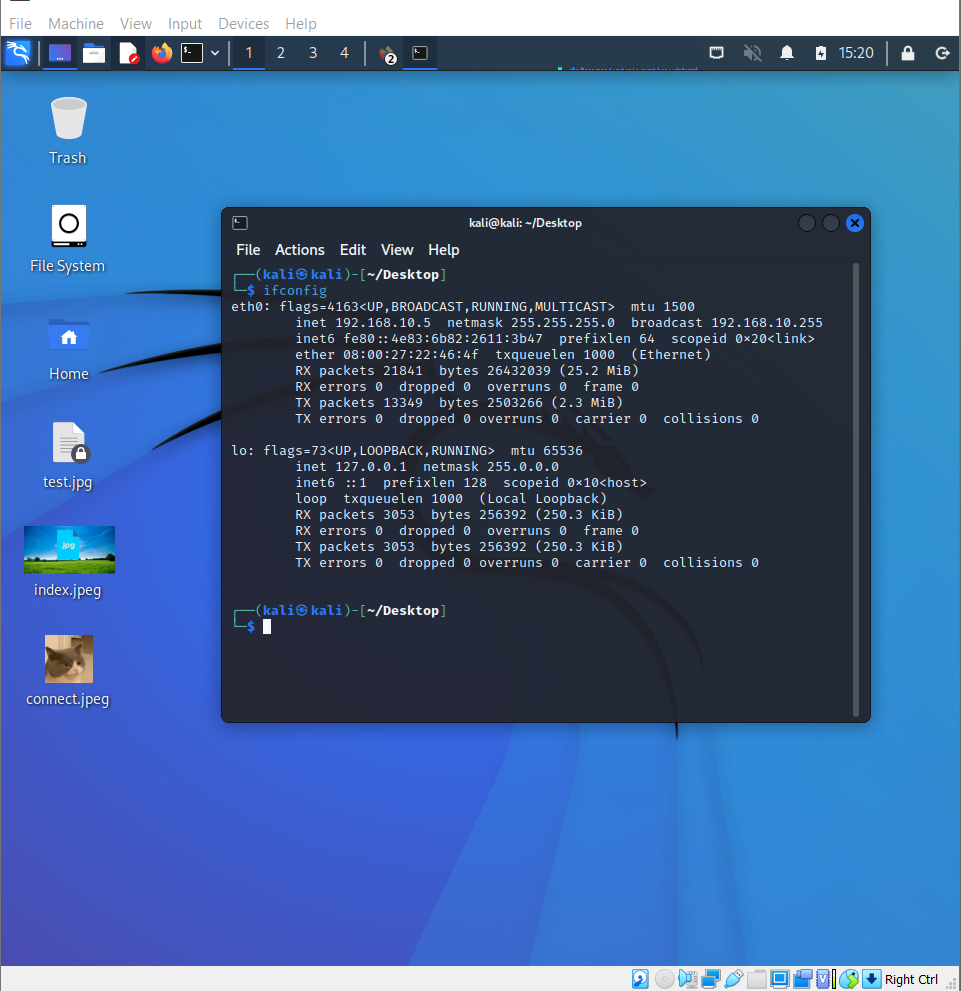 File Machine View Input Devices Help
1 2 3 4 2 15:20
Trash
File System
Home
test.jpg
jpg
index.jpeg
connect.jpeg
kali@kali: ~/Desktop
File Actions Edit View Help
┌──(kali㉿kali)-[~/Desktop]
└─$ ifconfig
eth0: flags=4163<UP,BROADCAST,RUNNING,MULTICAST>  mtu 1500
        inet 192.168.10.5  netmask 255.255.255.0  broadcast 192.168.10.255
        inet6 fe80::4e83:6b82:2611:3b47  prefixlen 64  scopeid 0×20<link>
        ether 08:00:27:22:46:4f  txqueuelen 1000  (Ethernet)
        RX packets 21841  bytes 26432039 (25.2 MiB)
        RX errors 0  dropped 0  overruns 0  frame 0
        TX packets 13349  bytes 2503266 (2.3 MiB)
        TX errors 0  dropped 0 overruns 0  carrier 0  collisions 0
lo: flags=73<UP,LOOPBACK,RUNNING>  mtu 65536
        inet 127.0.0.1  netmask 255.0.0.0
        inet6 ::1  prefixlen 128  scopeid 0×10<host>
        loop  txqueuelen 1000  (Local Loopback)
        RX packets 3053  bytes 256392 (250.3 KiB)
        RX errors 0  dropped 0  overruns 0  frame 0
        TX packets 3053  bytes 256392 (250.3 KiB)
        TX errors 0  dropped 0 overruns 0  carrier 0  collisions 0
┌──(kali㉿kali)-[~/Desktop]
└─$
Right Ctrl